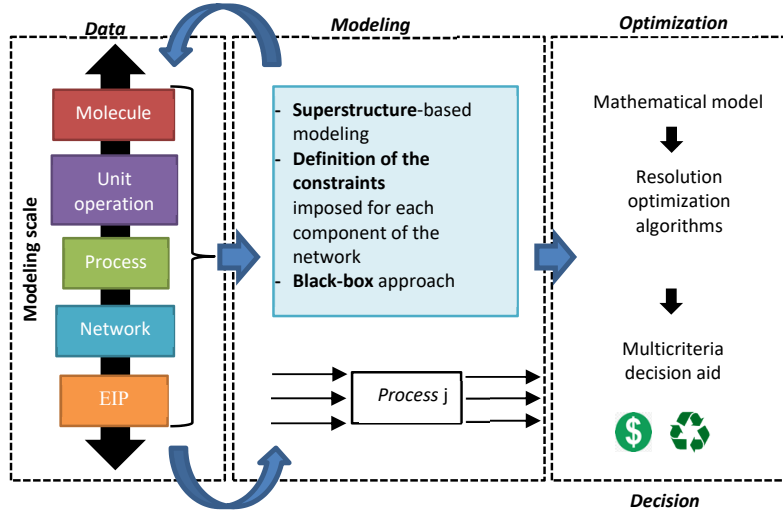 Data
Modeling scale
Molecule
Unit
operation
Process
Network
EIP
Modeling
- Superstructure-based
modeling
- Definition of the
constraints
imposed for each
component of the
network
- Black-box approach
Process j
Optimization
Mathematical model
Resolution
optimization
algorithms
Multicriteria
decision aid
$
Decision